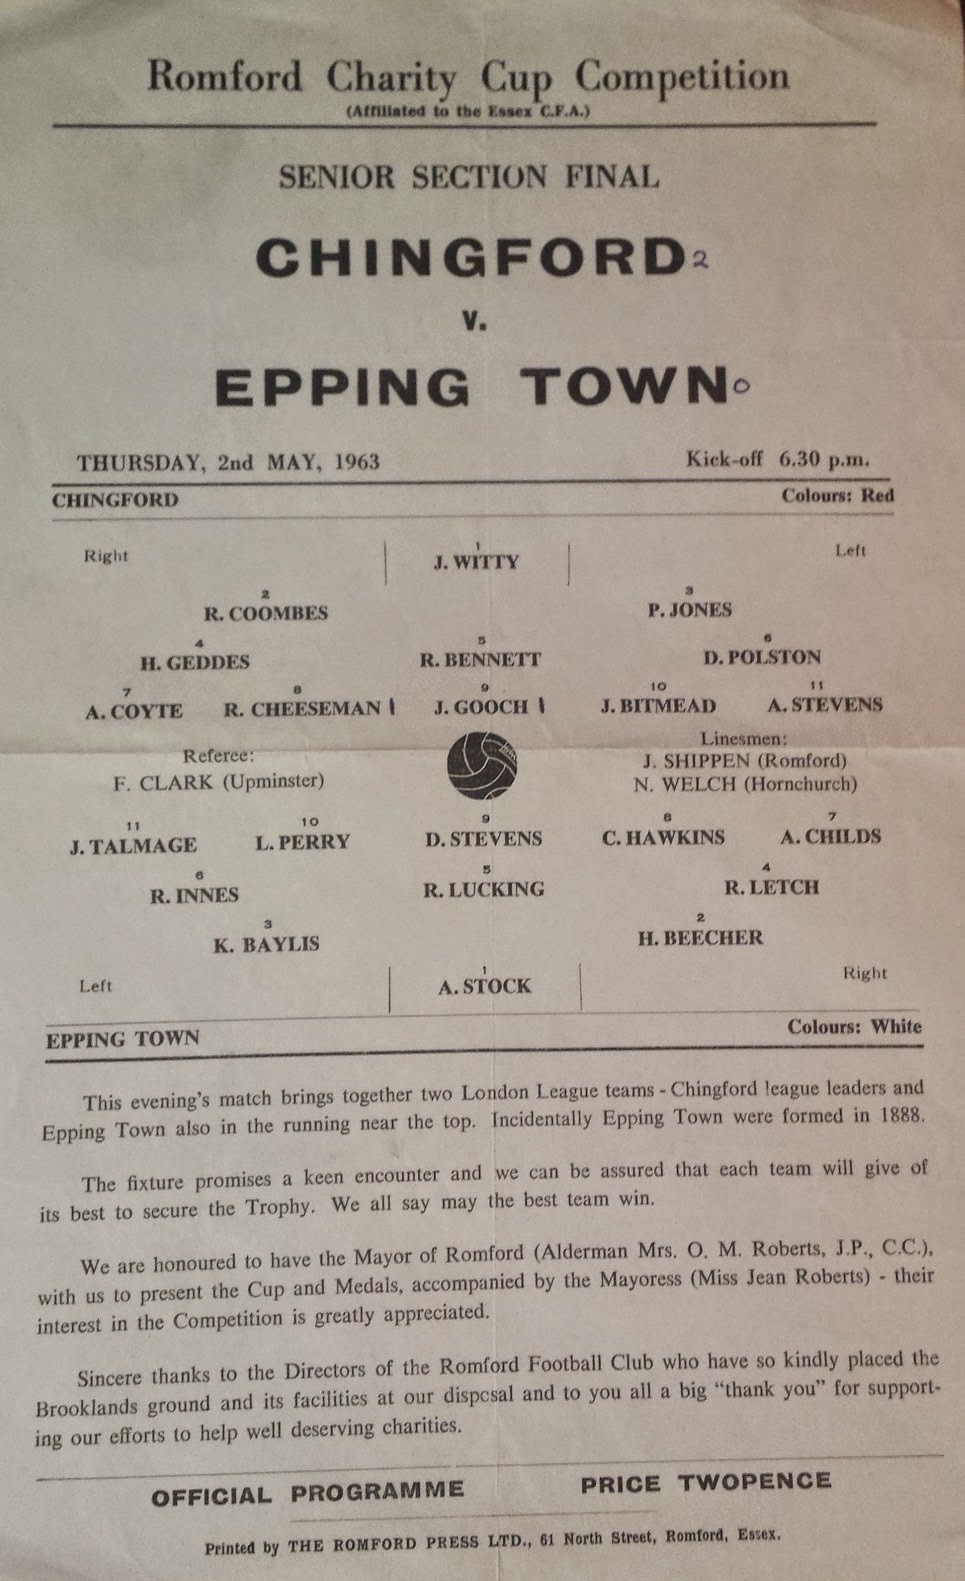 Romford Charity Cup Competition
(Affiliated to the Essex C.F.A.)
SENIOR SECTION FINAL
CHINGFORD 2
v.
EPPING TOWN 0
THURSDAY, 2nd MAY, 1963 Kick-off 6.30 p.m.
CHINGFORD Colours: Red
Right 1 Left
J. WITTY
2 3
R. COOMBES P. JONES
4 5 6
H. GEDDES R. BENNETT D. POLSTON
7 8 9 10 11
A. COYTE R. CHEESEMAN 1 J. GOOCH 1 J. BITMEAD A. STEVENS
Referee: Linesmen:
F. CLARK (Upminster) J. SHIPPEN (Romford)
N. WELCH (Hornchurch)
11 10 9 8 7
J. TALMAGE L. PERRY D. STEVENS C. HAWKINS A. CHILDS
6 5 4
R. INNES R. LUCKING R. LETCH
3 2
K. BAYLIS H. BEECHER
1
Left A. STOCK Right
EPPING TOWN Colours: White
This evening's match brings together two London League teams - Chingford league leaders and
Epping Town also in the running near the top. Incidentally Epping Town were formed in 1888.
The fixture promises a keen encounter and we can be assured that each team will give of
its best to secure the Trophy. We all say may the best team win.
We are honoured to have the Mayor of Romford (Alderman Mrs. O. M. Roberts, J.P., C.C.),
with us to present the Cup and Medals, accompanied by the Mayoress (Miss Jean Roberts) - their
interest in the Competition is greatly appreciated.
Sincere thanks to the Directors of the Romford Football Club who have so kindly placed the
Brooklands ground and its facilities at our disposal and to you all a big "thank you" for support-
ing our efforts to help well deserving charities.
OFFICIAL PROGRAMME PRICE TWOPENCE
Printed by THE ROMFORD PRESS LTD., 61 North Street, Romford, Essex.